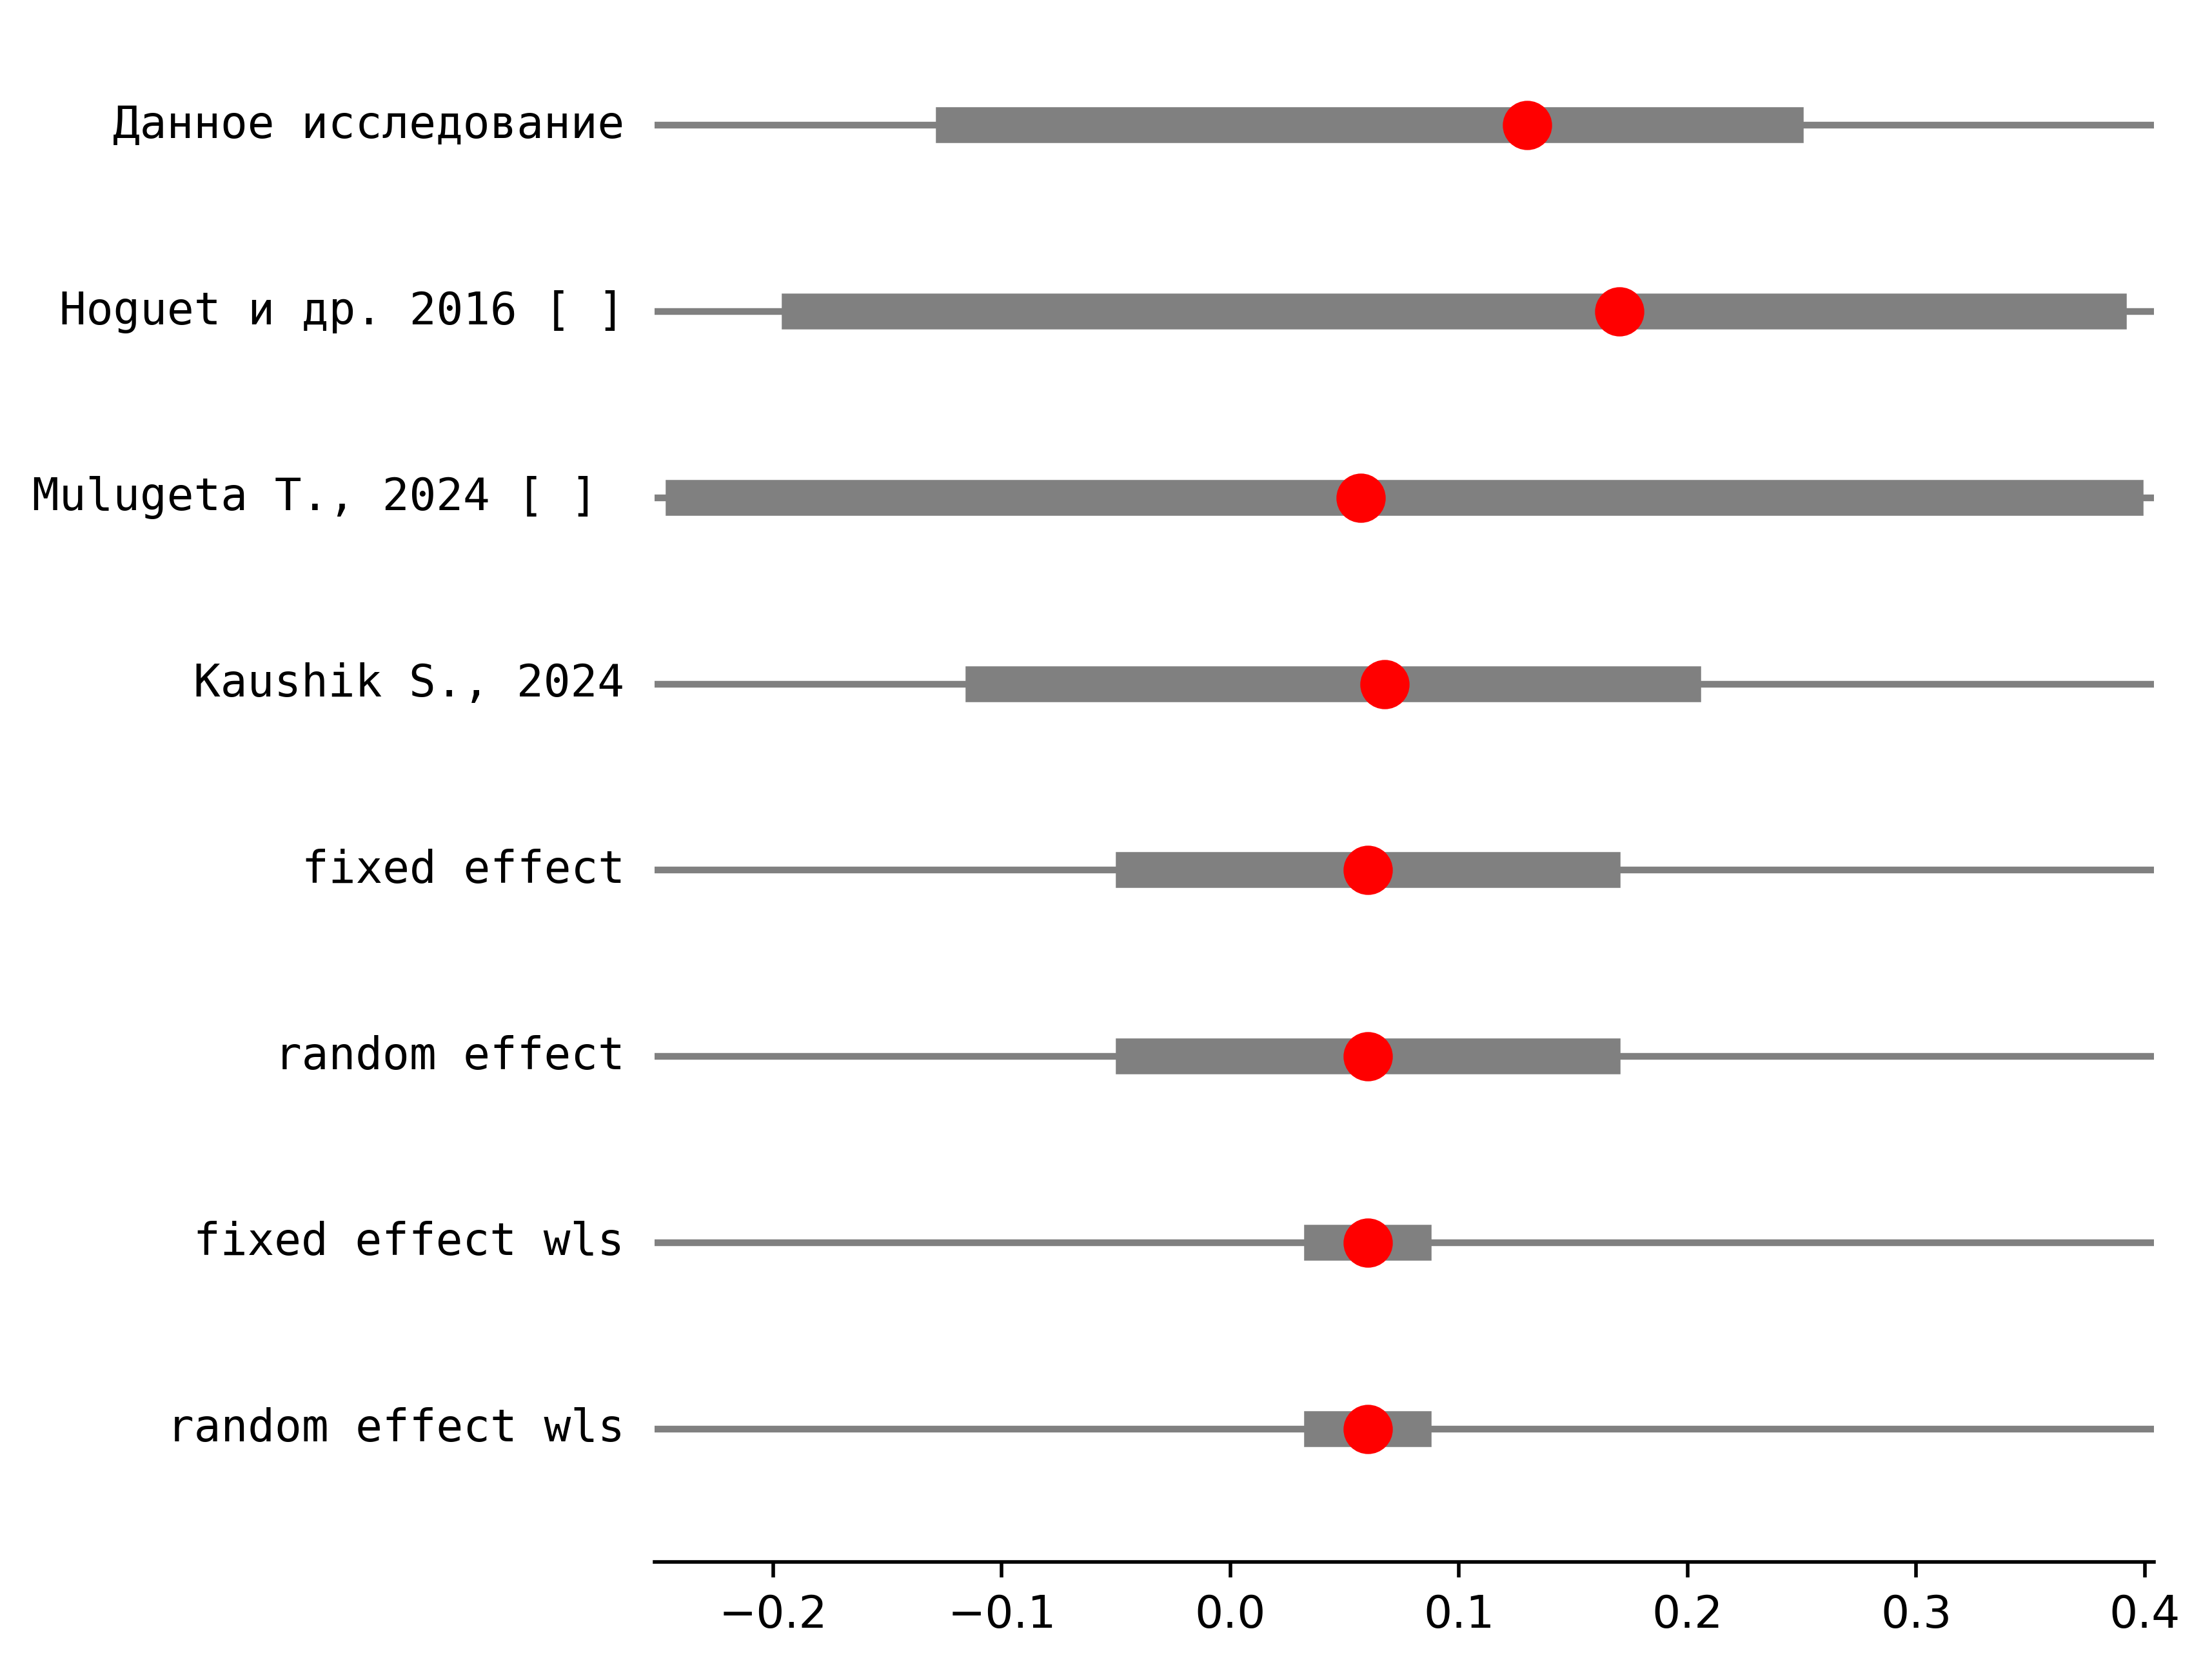 Данное исследование
Hoguet и др. 2016 [ ]
Mulugeta T., 2024 [ ]
Kaushik S., 2024
fixed effect
random effect
fixed effect wls
random effect wls
−0.2 −0.1 0.0 0.1 0.2 0.3 0.4